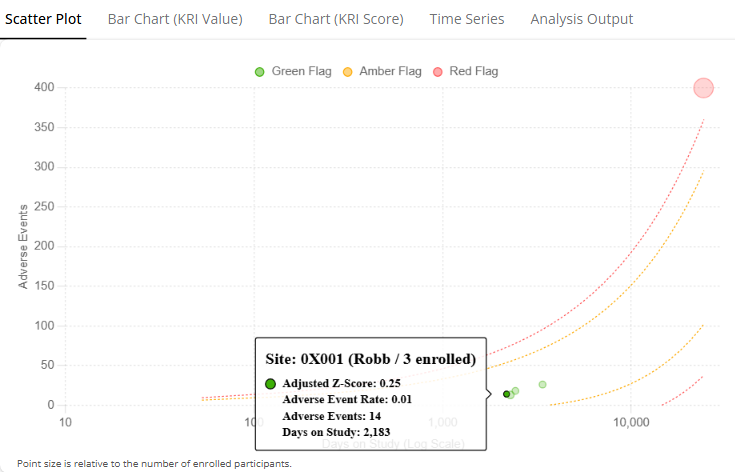 Scatter Plot Bar Chart (KRI Value) Bar Chart (KRI Score) Time Series Analysis Output
Green Flag Amber Flag Red Flag
400
350
300
250
200
150
100
50
0
Adverse Events
Site: 0X001 (Robb / 3 enrolled)
Adjusted Z-Score: 0.25
Adverse Event Rate: 0.01
Adverse Events: 14
Days on Study: 2,183
10 100 1,000 10,000
Days on Study (Log Scale)
Point size is relative to the number of enrolled participants.